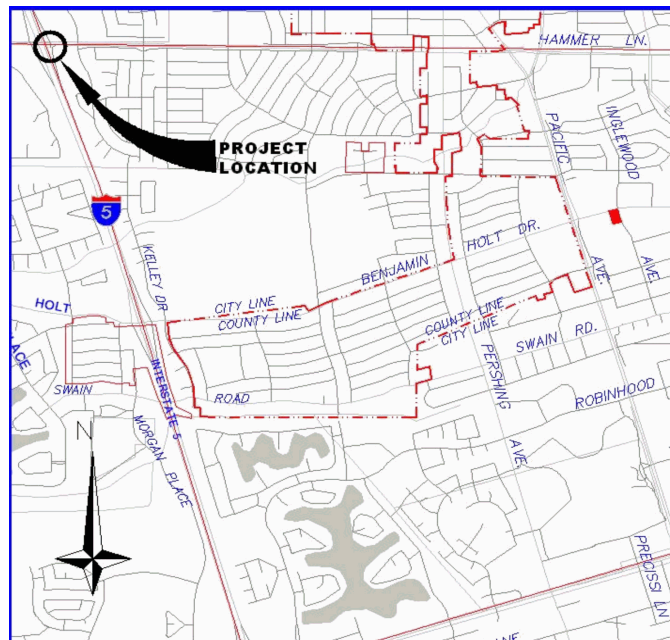 HAMMER LN.
PROJECT
LOCATION
PACIFIC
INGLEWOOD
5
KELLEY DR
BENJAMIN
HOLT DR.
AVE.
AVE.
HOLT
CITY LINE
COUNTY LINE
COUNTY LINE
CITY LINE
SWAIN RD.
PERSHING
INTERSTATE 5
SWAIN
ROAD
ROBINHOOD
MORGAN PLACE
N
AVE.
PRECISSI LN